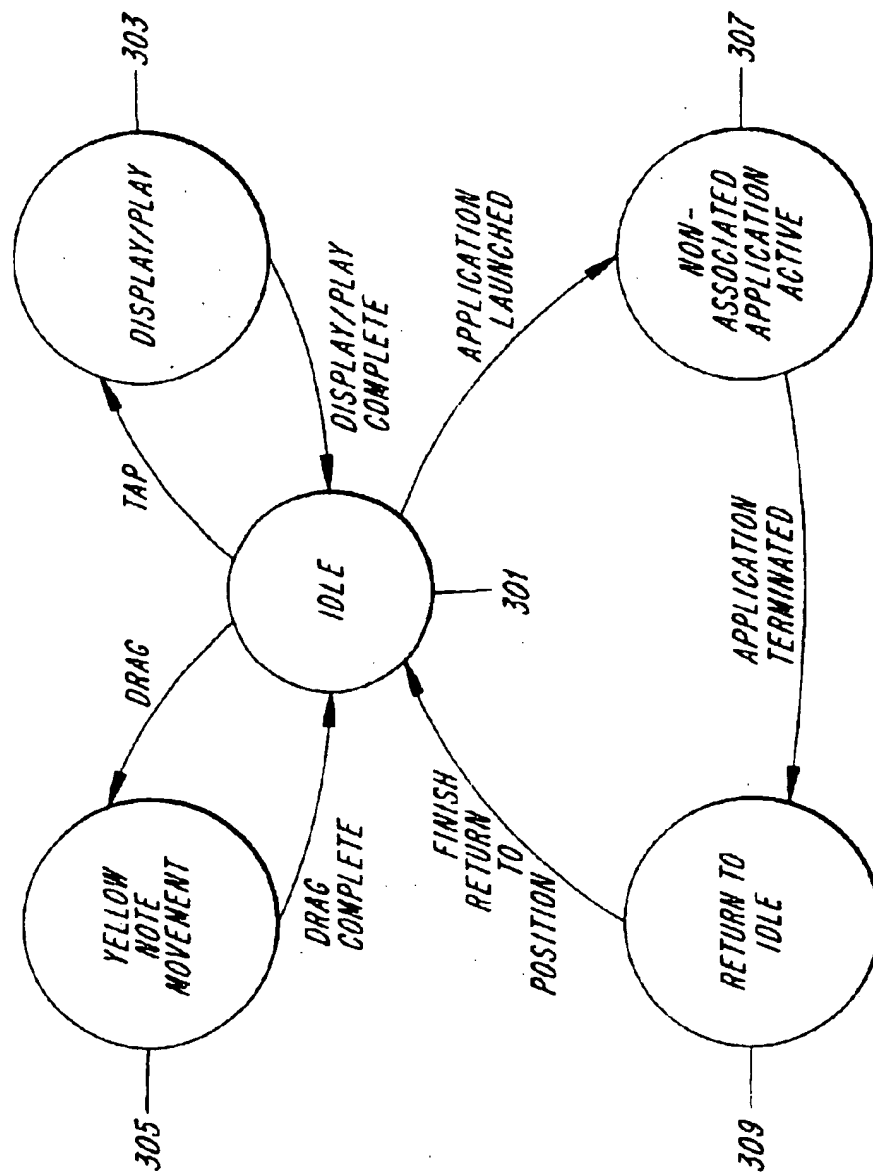 303
DISPLAY/PLAY
TAP
DISPLAY/PLAY
COMPLETE
DRAG
YELLOW
NOTE
MOVEMENT
305
DRAG
COMPLETE
IDLE
301
APPLICATION
LAUNCHED
307
NON-
ASSOCIATED
APPLICATION
ACTIVE
APPLICATION
TERMINATED
FINISH
RETURN
TO
POSITION
RETURN TO
IDLE
309